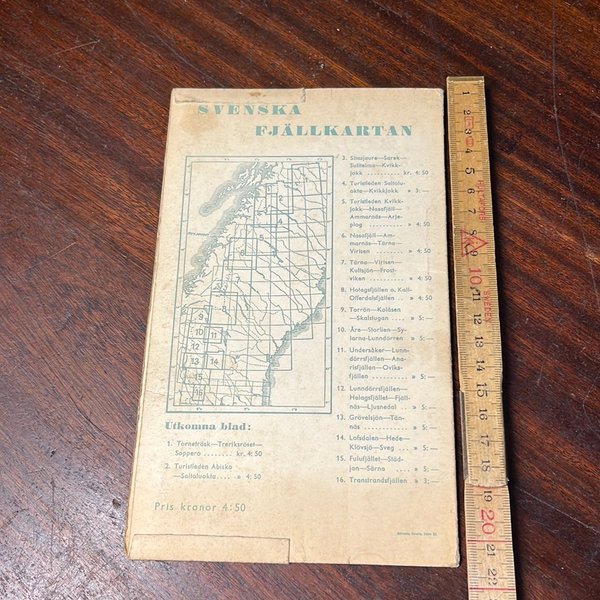 SVENSKA
FJÄLLKARTAN
9
10
11
12
13
14
15
16
Utkomna blad:
1. Torneträsk—Treriksröset—
Soppero ........ kr. 4:50
2. Turistleden Abisko
—Saltoluokta .... » 4:50
Pris kronor 4:50
3. Sitasjaure—Sarek—
Sulitelma—Kvikk-
jokk ........ kr. 4:50
4. Turistleden Saltolu-
okta—Kvikkjokk » 3:—
5. Turistleden Kvikk-
jokk—Nasafjäll—
Ammarnäs—Arje-
plog ........ » 4:50
6. Nasafjäll—Am-
marnäs—Tärna—
Virisen ........ » 4:50
7. Tärna—Virisen—
Kultsjön—Frost-
viken ........ » 4:50
8. Hotagsfjällen o. Kall-
Offerdalsfjällen .. » 4:50
9. Torrön—Kolåsen
—Skalstugan .... » 5:—
10. Åre—Storlien—Sy-
larna—Lunndörren » 5:—
11. Undersåker—Lunn-
dörrsfjällen—Ana-
risfjällen—Oviks-
fjällen .......... » 5:—
12. Lunndörrsfjällen—
Helagsfjället—Fjäll-
näs—Ljusnedal .. » 5:—
13. Grövelsjön—Tän-
näs ............ » 5:—
14. Lofsdalen—Hede—
Klövsjö—Sveg ... » 5:—
15. Fulufjället—Städ-
jan—Särna .... » 5:—
16. Transtrandsfjällen » 3:—
1 2 3 4 5 6 7 8 9 10 11 12 13 14 15 16 17 18 20 21 22
SWEDEN